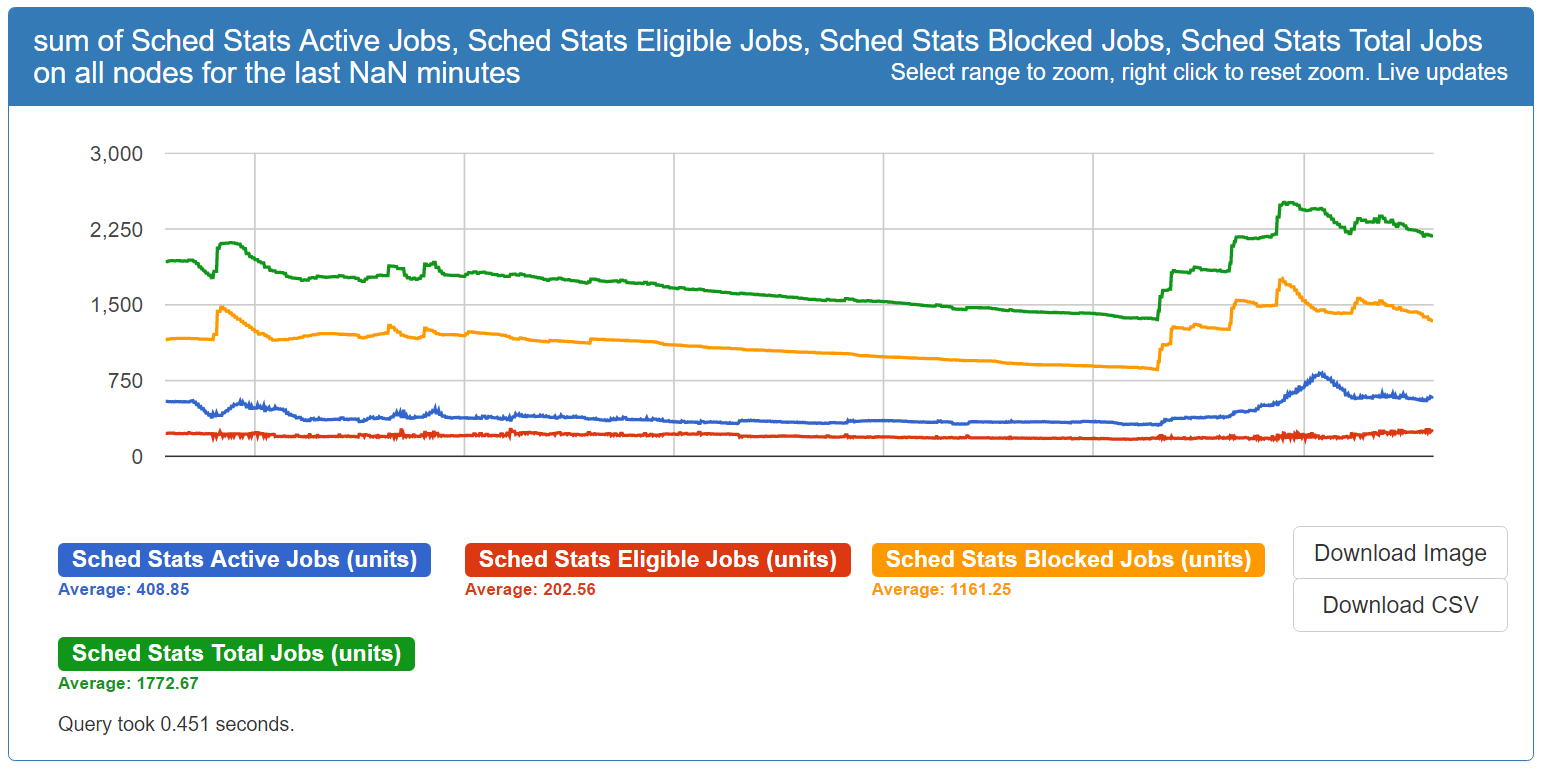 sum of Sched Stats Active Jobs, Sched Stats Eligible Jobs, Sched Stats Blocked Jobs, Sched Stats Total Jobs
on all nodes for the last NaN minutes
Select range to zoom, right click to reset zoom. Live updates
3,000
2,250
1,500
750
0
Sched Stats Active Jobs (units)
Average: 408.85
Sched Stats Eligible Jobs (units)
Average: 202.56
Sched Stats Blocked Jobs (units)
Average: 1161.25
Download Image
Download CSV
Sched Stats Total Jobs (units)
Average: 1772.67
Query took 0.451 seconds.